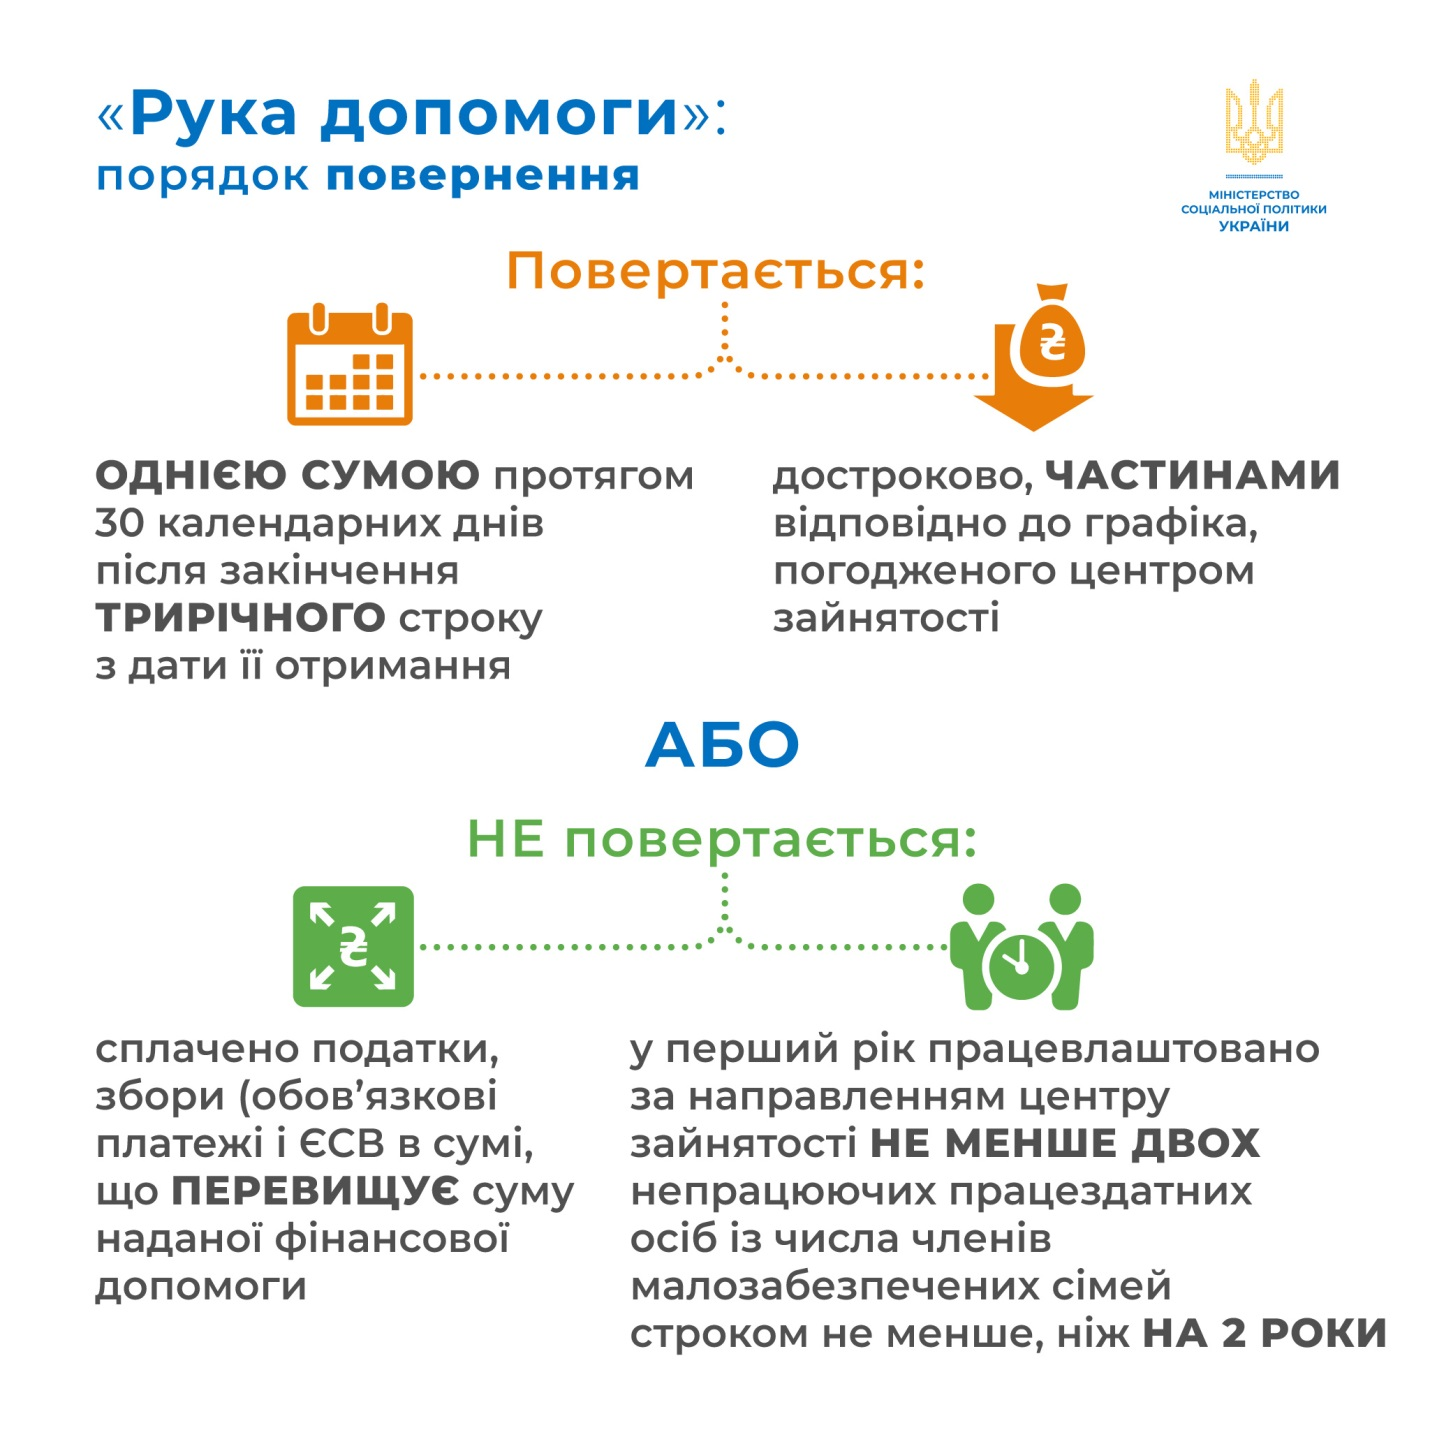 «Рука допомоги»:
порядок повернення
МІНІСТЕРСТВО
СОЦІАЛЬНОЇ ПОЛІТИКИ
УКРАЇНИ
Повертається:
₴
ОДНІЄЮ СУМОЮ протягом
30 календарних днів
після закінчення
ТРИРІЧНОГО строку
з дати її отримання
достроково, ЧАСТИНАМИ
відповідно до графіка,
погодженого центром
зайнятості
АБО
НЕ повертається:
₴
сплачено податки,
збори (обов’язкові
платежі і ЄСВ в сумі,
що ПЕРЕВИЩУЄ суму
наданої фінансової
допомоги
у перший рік працевлаштовано
за направленням центру
зайнятості НЕ МЕНШЕ ДВОХ
непрацюючих працездатних
осіб із числа членів
малозабезпечених сімей
строком не менше, ніж НА 2 РОКИ